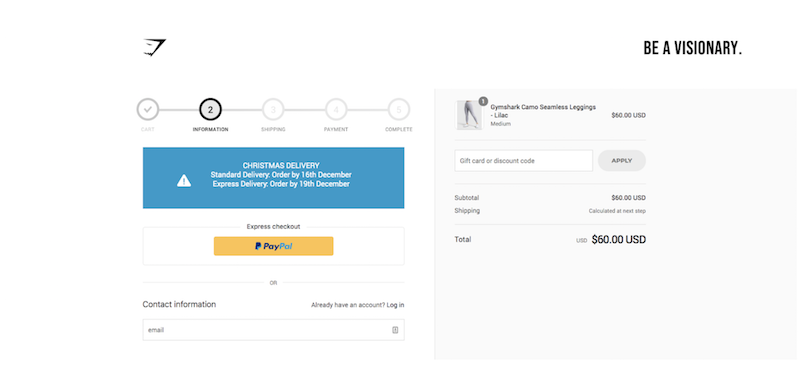 BE A VISIONARY.
2
3
4
5
CART
INFORMATION
SHIPPING
PAYMENT
COMPLETE
CHRISTMAS DELIVERY
Standard Delivery: Order by 16th December
Express Delivery: Order by 19th December
Express checkout
PayPal
OR
Contact information
Already have an account? Log in
email
1
Gymshark Camo Seamless Leggings
- Lilac
Medium
$60.00 USD
Gift card or discount code
APPLY
Subtotal
$60.00 USD
Shipping
Calculated at next step
Total
USD $60.00 USD